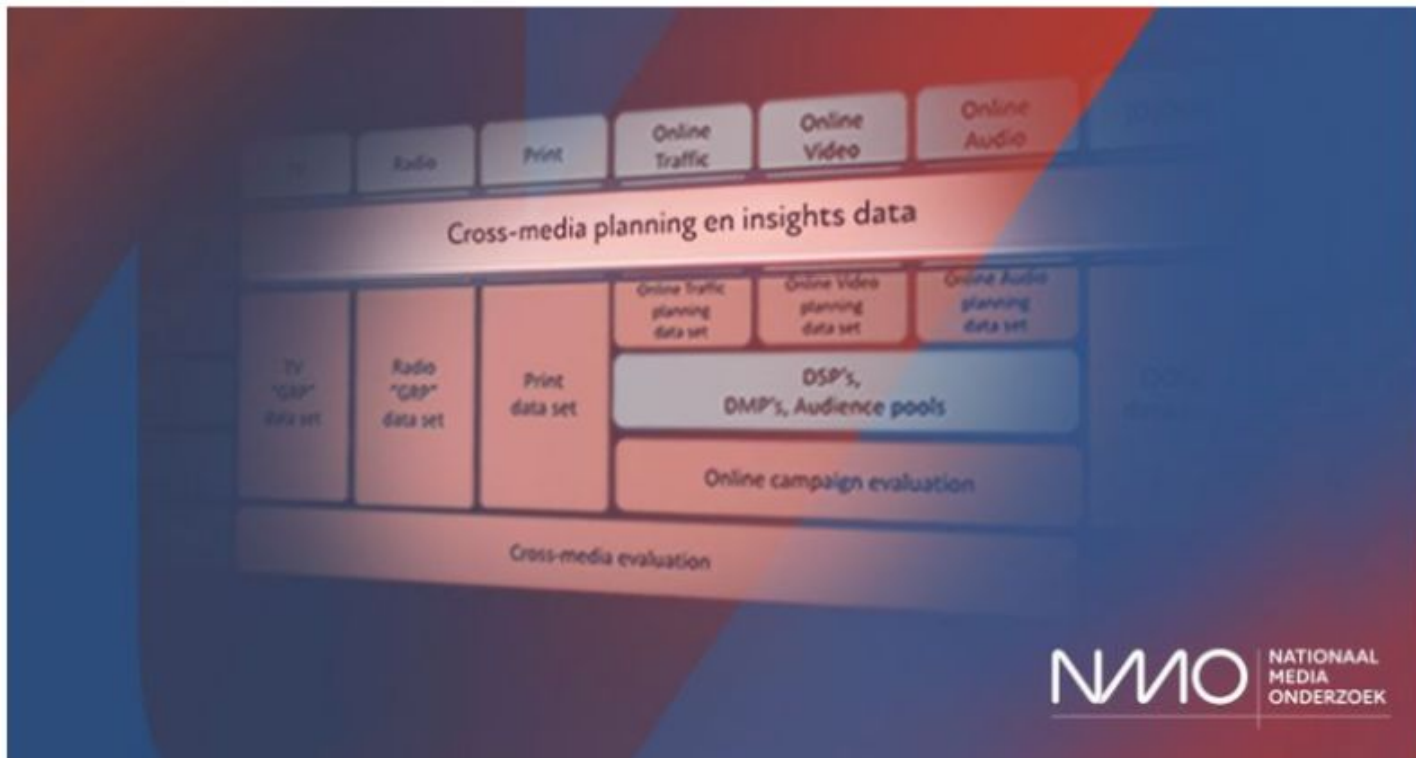 TV
Radio
Print
Online
Traffic
Online
Video
Online
Audio
Cross-media planning en insights data
TV
"GRP"
data set
Radio
"GRP"
data set
Print
data set
Online Traffic
planning
data set
Online Video
planning
data set
Online Audio
planning
data set
DSP's,
DMP's, Audience pools
Online campaign evaluation
Cross-media evaluation
NMO
NATIONAAL
MEDIA
ONDERZOEK